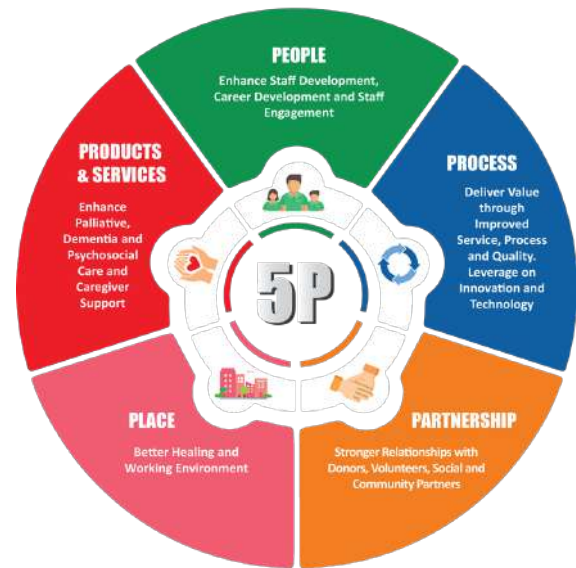 PEOPLE
Enhance Staff Development,
Career Development and Staff
Engagement
PROCESS
Deliver Value
through
Improved
Service, Process
and Quality.
Leverage on
Innovation and
Technology
PARTNERSHIP
Stronger Relationships with
Donors, Volunteers, Social and
Community Partners
PLACE
Better Healing and
Working Environment
PRODUCTS
& SERVICES
Enhance
Palliative,
Dementia and
Psychosocial
Care and
Caregiver
Support
5P